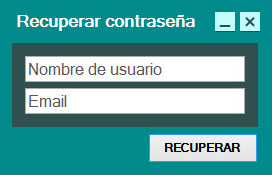 Recuperar contraseña
Nombre de usuario
Email
RECUPERAR